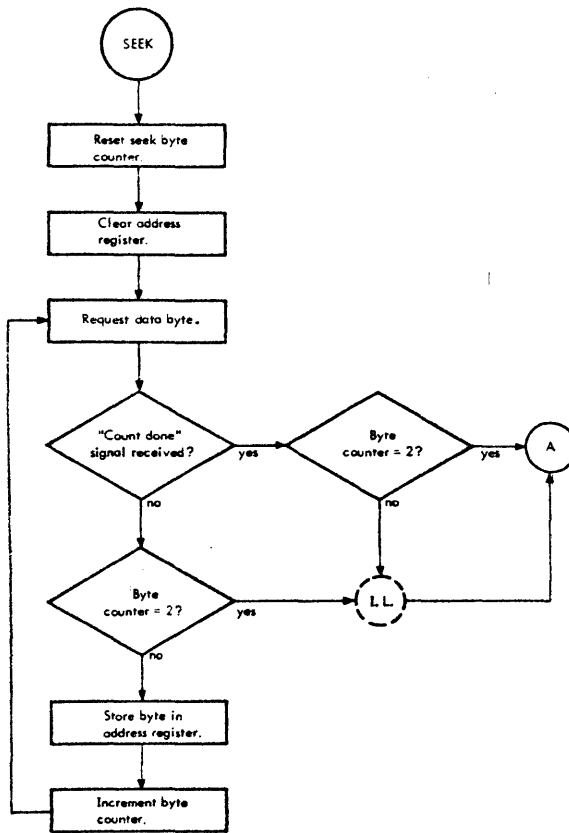 SEEK
Reset seek byte
counter.
Clear address
register.
Request data byte.
"Count done"
signal received?
yes
Byte
counter = 2?
yes
A
no
no
Byte
counter = 2?
yes
I. L.
no
Store byte in
address register.
Increment byte
counter.